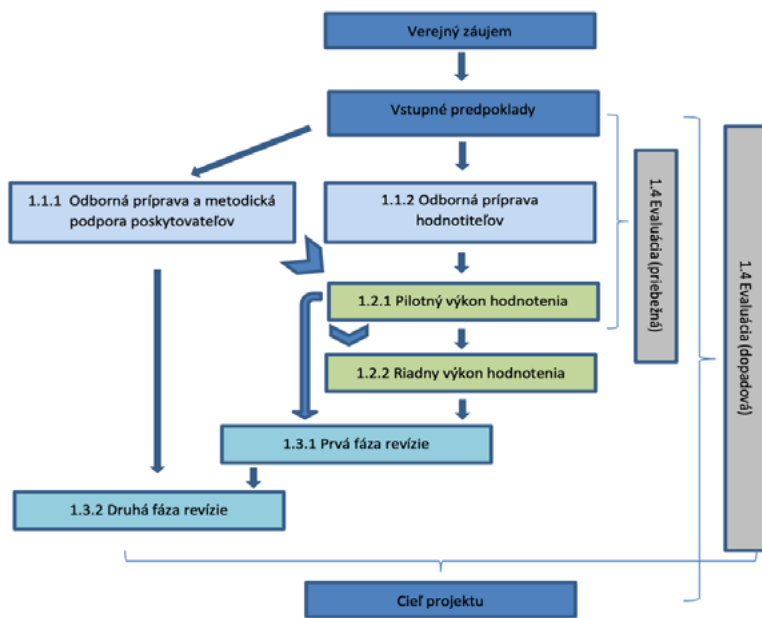 Verejný záujem
Vstupné predpoklady
1.1.1 Odborná príprava a metodická
podpora poskytovateľov
1.1.2 Odborná príprava
hodnotiteľov
1.2.1 Pilotný výkon hodnotenia
1.2.2 Riadny výkon hodnotenia
1.3.1 Prvá fáza revízie
1.3.2 Druhá fáza revízie
Cieľ projektu
1.4 Evaluácia (priebežná)
1.4 Evaluácia (dopadová)